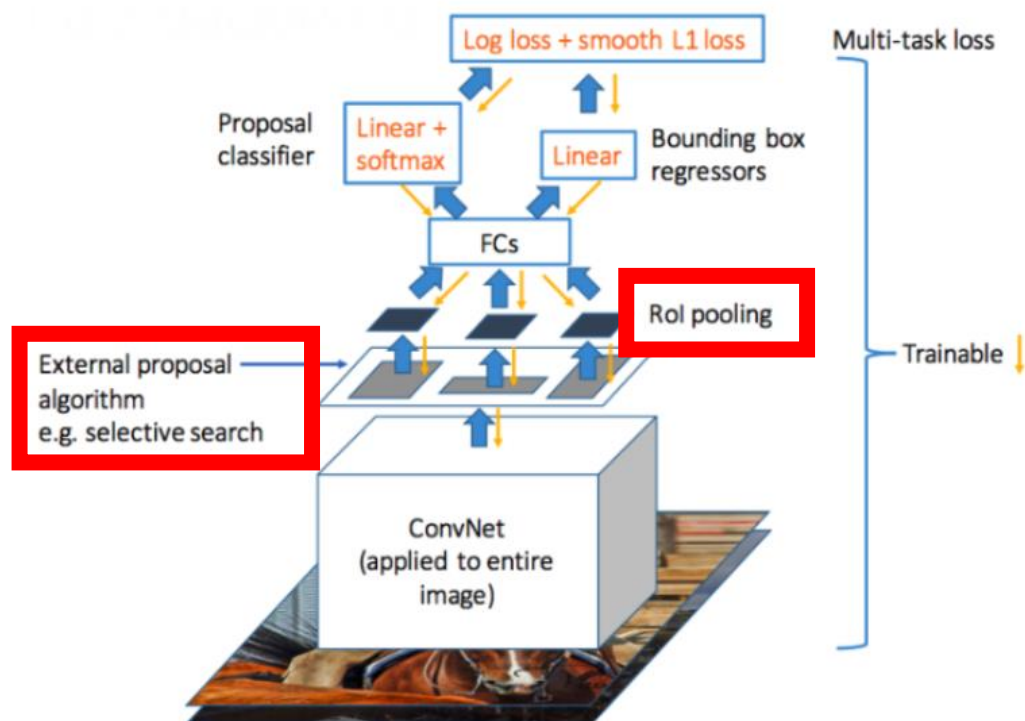 Log loss + smooth L1 loss
Multi-task loss
Proposal
classifier
Linear +
softmax
Linear
Bounding box
regressors
FCs
RoI pooling
External proposal
algorithm
e.g. selective search
Trainable
ConvNet
(applied to entire
image)